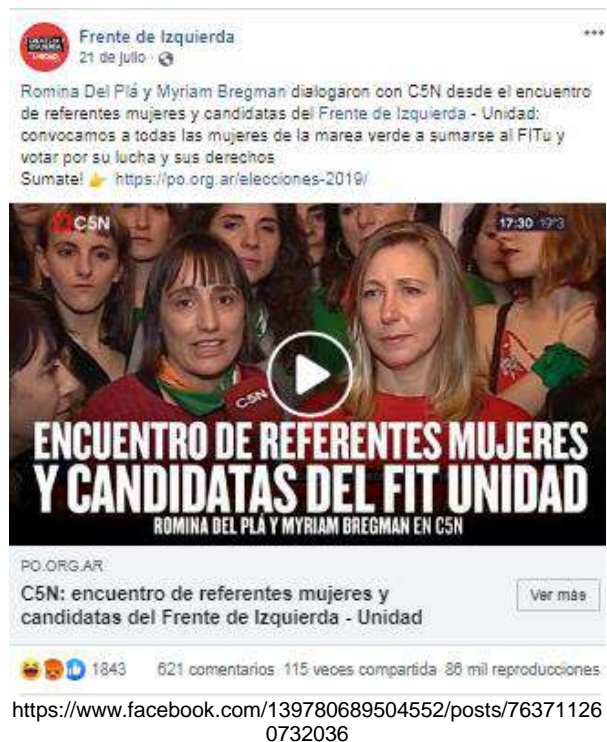 Frente de Izquierda
21 de julio ·
Romina Del Plá y Myriam Bregman dialogaron con C5N desde el encuentro
de referentes mujeres y candidatas del Frente de Izquierda - Unidad:
convocamos a todas las mujeres de la marea verde a sumarse al FITu y
votar por su lucha y sus derechos
Sumate! 👉 https://po.org.ar/elecciones-2019/
C5N
17:30 19°3
C5N
ENCUENTRO DE REFERENTES MUJERES
Y CANDIDATAS DEL FIT UNIDAD
ROMINA DEL PLÁ Y MYRIAM BREGMAN EN C5N
PO.ORG.AR
C5N: encuentro de referentes mujeres y
candidatas del Frente de Izquierda - Unidad
Ver más
1843 621 comentarios 115 veces compartida 86 mil reproducciones
https://www.facebook.com/139780689504552/posts/76371126
0732036